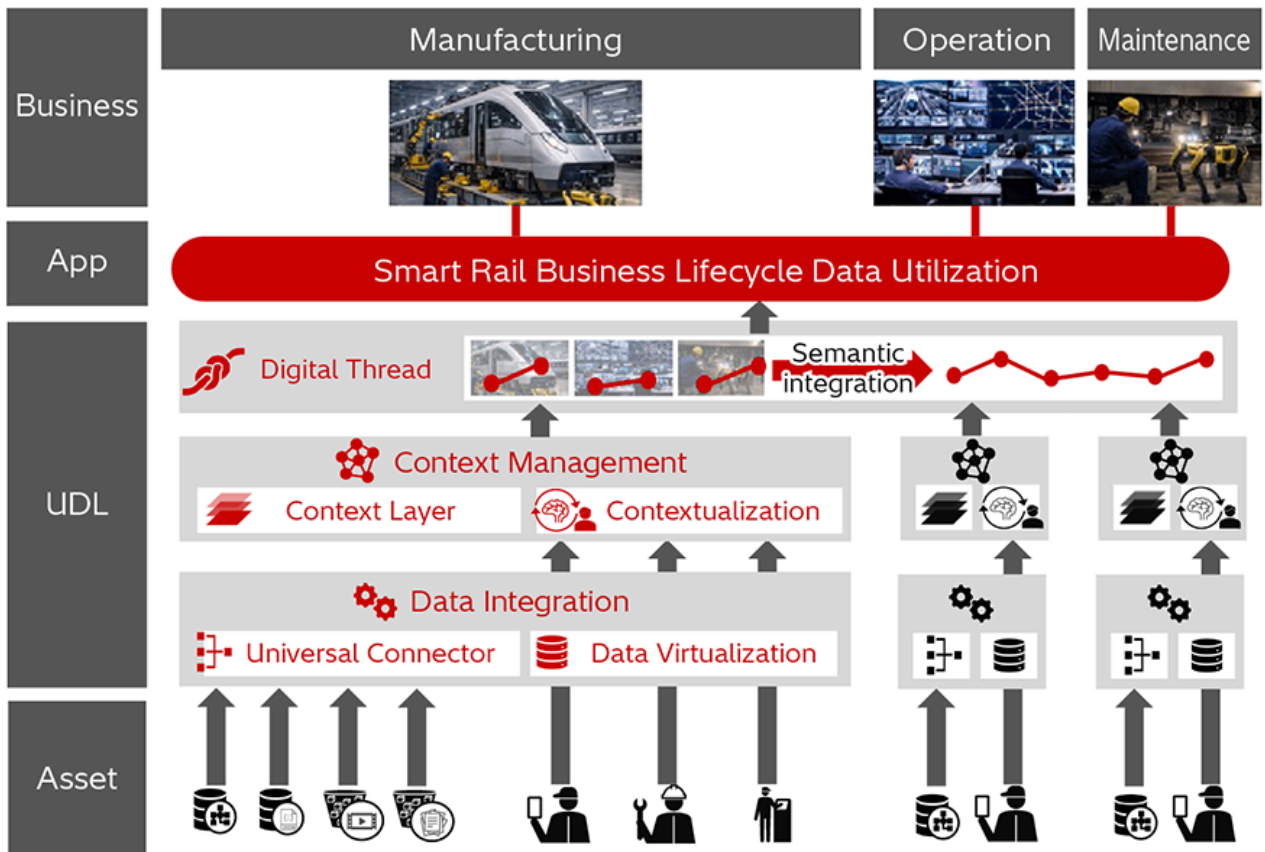 Manufacturing
Operation
Maintenance
Business
App
Smart Rail Business Lifecycle Data Utilization
UDL
Digital Thread
Semantic
integration
Context Management
Context Layer
Contextualization
Data Integration
Universal Connector
Data Virtualization
Asset